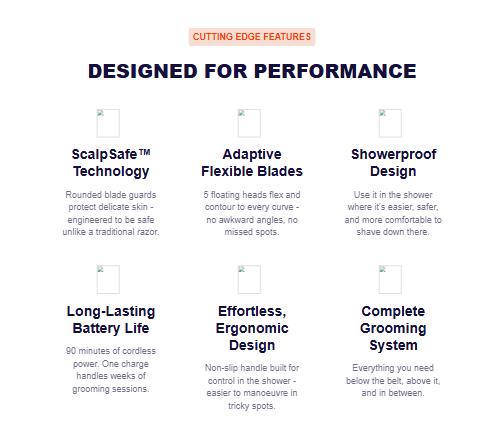 CUTTING EDGE FEATURES
DESIGNED FOR PERFORMANCE
ScalpSafe™
Technology
Rounded blade guards
protect delicate skin -
engineered to be safe
unlike a traditional razor.
Adaptive
Flexible Blades
5 floating heads flex and
contour to every curve -
no awkward angles, no
missed spots.
Showerproof
Design
Use it in the shower
where it's easier, safer,
and more comfortable to
shave down there.
Long-Lasting
Battery Life
90 minutes of cordless
power. One charge
handles weeks of
grooming sessions.
Effortless,
Ergonomic
Design
Non-slip handle built for
control in the shower -
easier to manoeuvre in
tricky spots.
Complete
Grooming
System
Everything you need
below the belt, above it,
and in between.